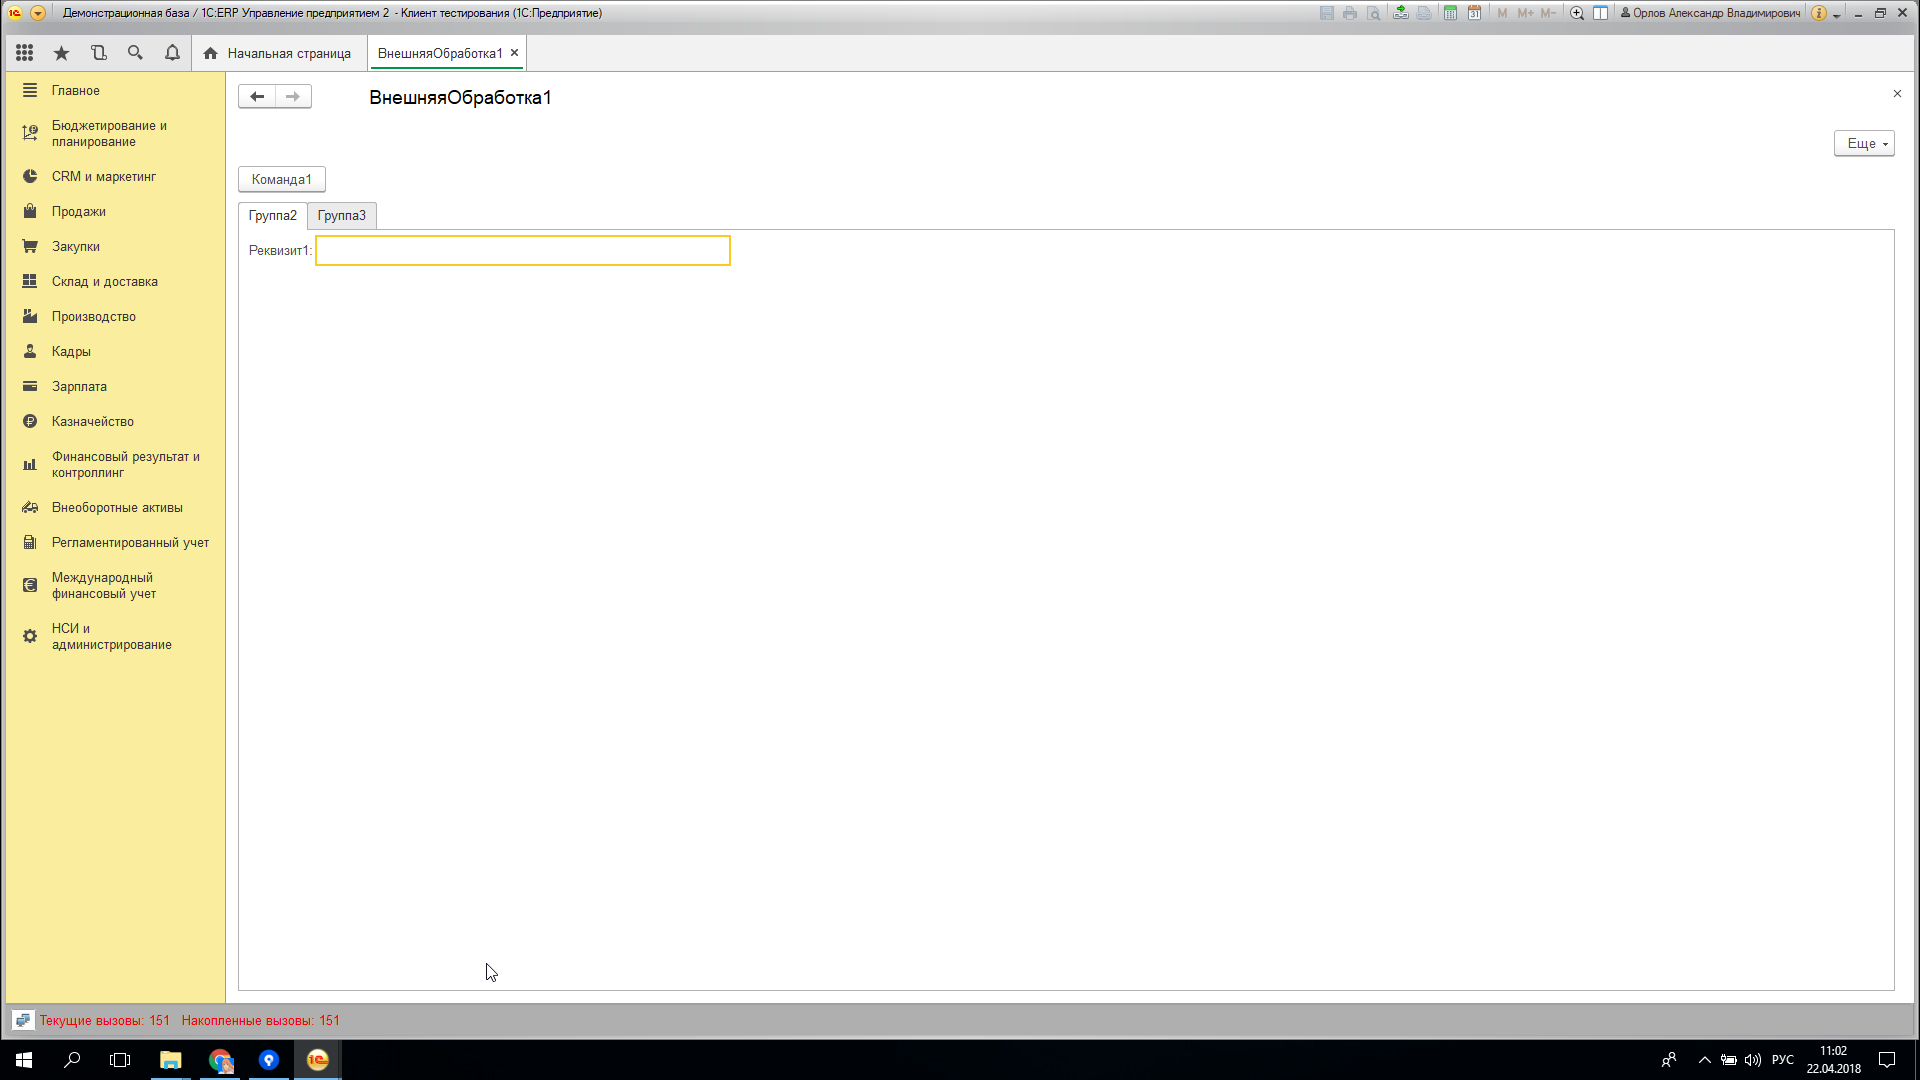 Демонстрационная база / 1С:ERP Управление предприятием 2 - Клиент тестирования (1С:Предприятие)
M M+ M- Орлов Александр Владимирович
Начальная страница
ВнешняяОбработка1
Главное
Бюджетирование и
планирование
CRM и маркетинг
Продажи
Закупки
Склад и доставка
Производство
Кадры
Зарплата
Казначейство
Финансовый результат и
контроллинг
Внеоборотные активы
Регламентированный учет
Международный
финансовый учет
НСИ и
администрирование
ВнешняяОбработка1
Еще
Команда1
Группа2 Группа3
Реквизит1:
Текущие вызовы: 151 Накопленные вызовы: 151
РУС
11:02
22.04.2018